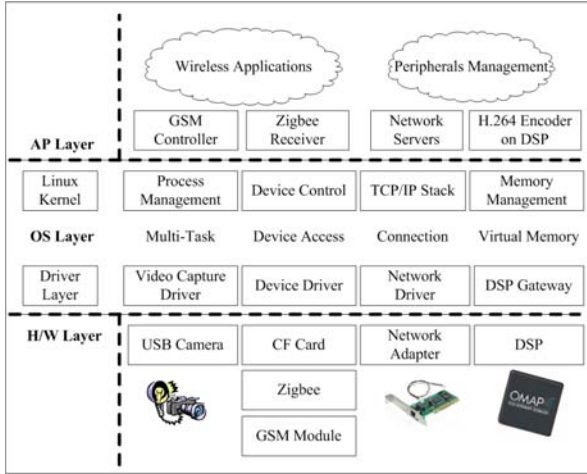 Wireless Applications
Peripherals Management
AP Layer
GSM
Controller
Zigbee
Receiver
Network
Servers
H.264 Encoder
on DSP
Linux
Kernel
Process
Management
Device Control
TCP/IP Stack
Memory
Management
OS Layer
Multi-Task
Device Access
Connection
Virtual Memory
Driver
Layer
Video Capture
Driver
Device Driver
Network
Driver
DSP Gateway
H/W Layer
USB Camera
CF Card
Network
Adapter
DSP
Zigbee
GSM Module
OMAP